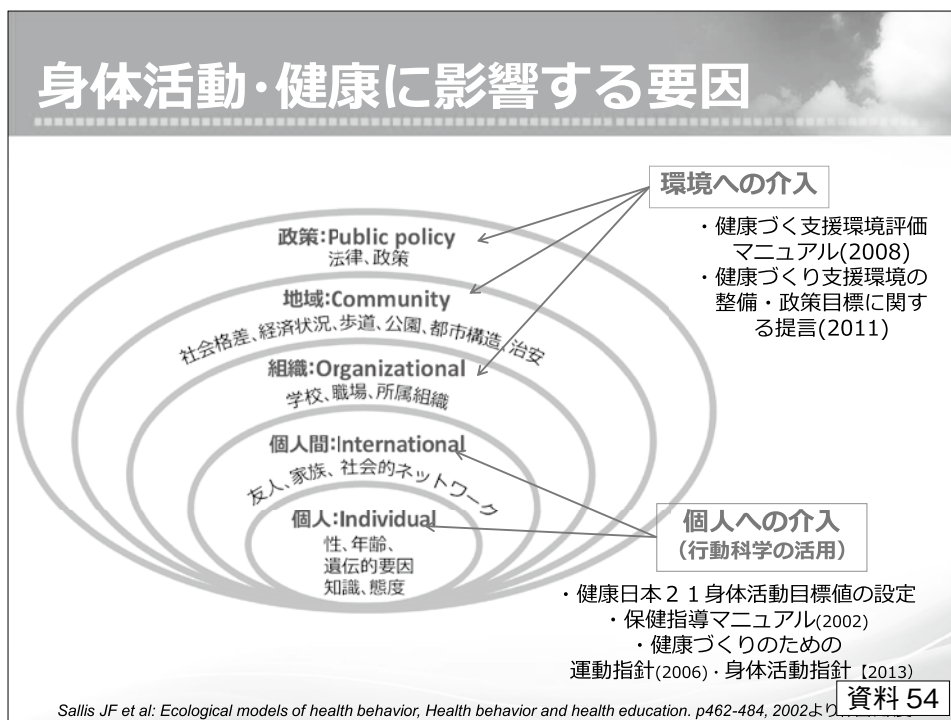 身体活動・健康に影響する要因
環境への介入
・健康づく支援環境評価
マニュアル(2008)
・健康づくり支援環境の
整備・政策目標に関す
る提言(2011)
政策:Public policy
法律、政策
地域:Community
社会格差、経済状況、歩道、公園、都市構造、治安
組織:Organizational
学校、職場、所属組織
個人間:International
友人、家族、社会的ネットワーク
個人:Individual
性、年齢、
遺伝的要因
知識、態度
個人への介入
（行動科学の活用）
・健康日本２１身体活動目標値の設定
・保健指導マニュアル(2002)
・健康づくりのための
運動指針(2006)・身体活動指針【2013）
資料 54
Sallis JF et al: Ecological models of health behavior, Health behavior and health education. p462-484, 2002より